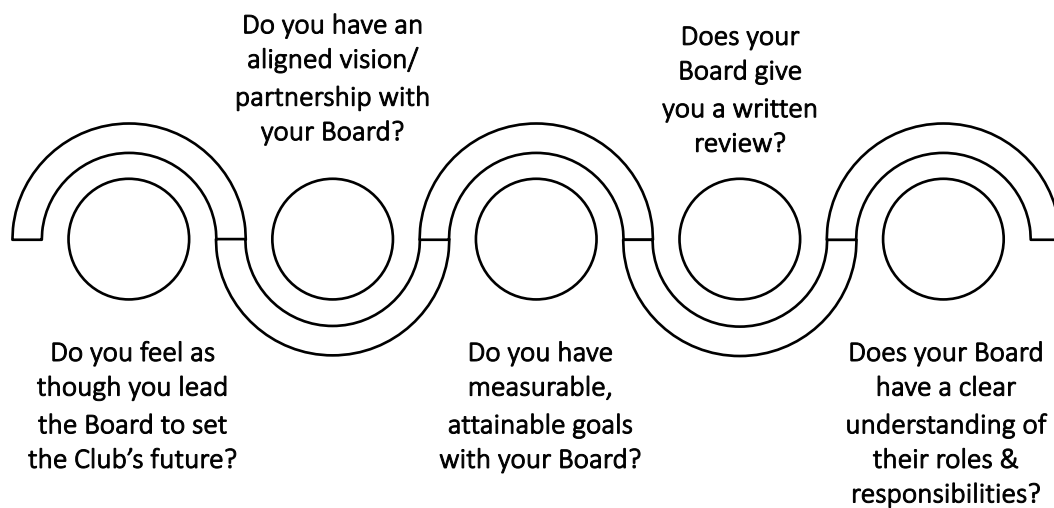 Do you feel as
though you lead
the Board to set
the Club’s future?
Do you have an
aligned vision/
partnership with
your Board?
Do you have
measurable,
attainable goals
with your Board?
Does your
Board give
you a written
review?
Does your Board
have a clear
understanding of
their roles &
responsibilities?